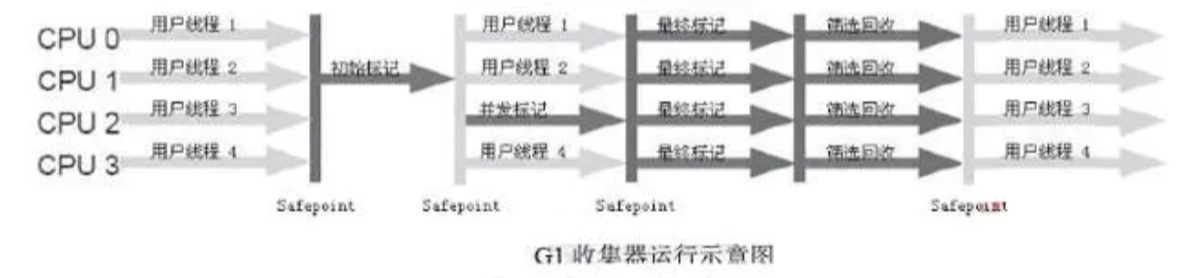 CPU 0 用户线程 1 用户线程 1 最终标记 筛选回收 用户线程 1
CPU 1 用户线程 2 初始标记 用户线程 2 最终标记 筛选回收 用户线程 2
CPU 2 用户线程 3 并发标记 最终标记 筛选回收 用户线程 3
CPU 3 用户线程 4 用户线程 4 最终标记 筛选回收 用户线程 4
Safepoint Safepoint Safepoint Safepoint
G1 收集器运行示意图